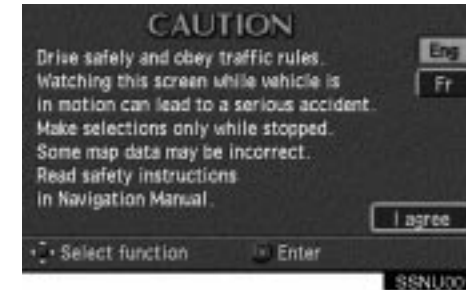 CAUTION
Drive safely and obey traffic rules.
Watching this screen while vehicle is
in motion can lead to a serious accident.
Make selections only while stopped.
Some map data may be incorrect.
Read safety instructions
in Navigation Manual.
Eng
Fr
I agree
Select function
Enter
SSNU00